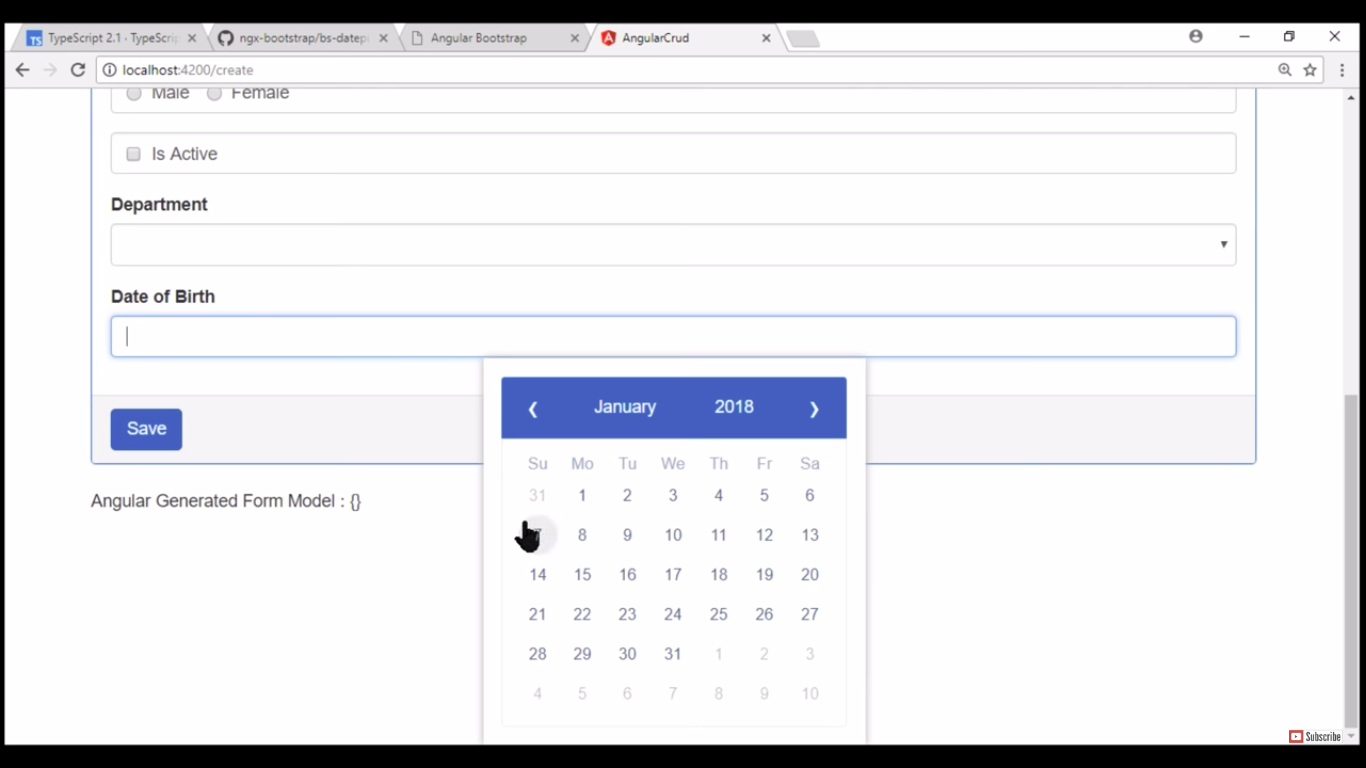 TypeScript 2.1 · TypeScrip
ngx-bootstrap/bs-datep
Angular Bootstrap
AngularCrud
localhost:4200/create
Male Female
Is Active
Department
Date of Birth
January 2018
Save
Su Mo Tu We Th Fr Sa
31 1 2 3 4 5 6
Angular Generated Form Model : {}
7 8 9 10 11 12 13
14 15 16 17 18 19 20
21 22 23 24 25 26 27
28 29 30 31 1 2 3
4 5 6 7 8 9 10
Subscribe